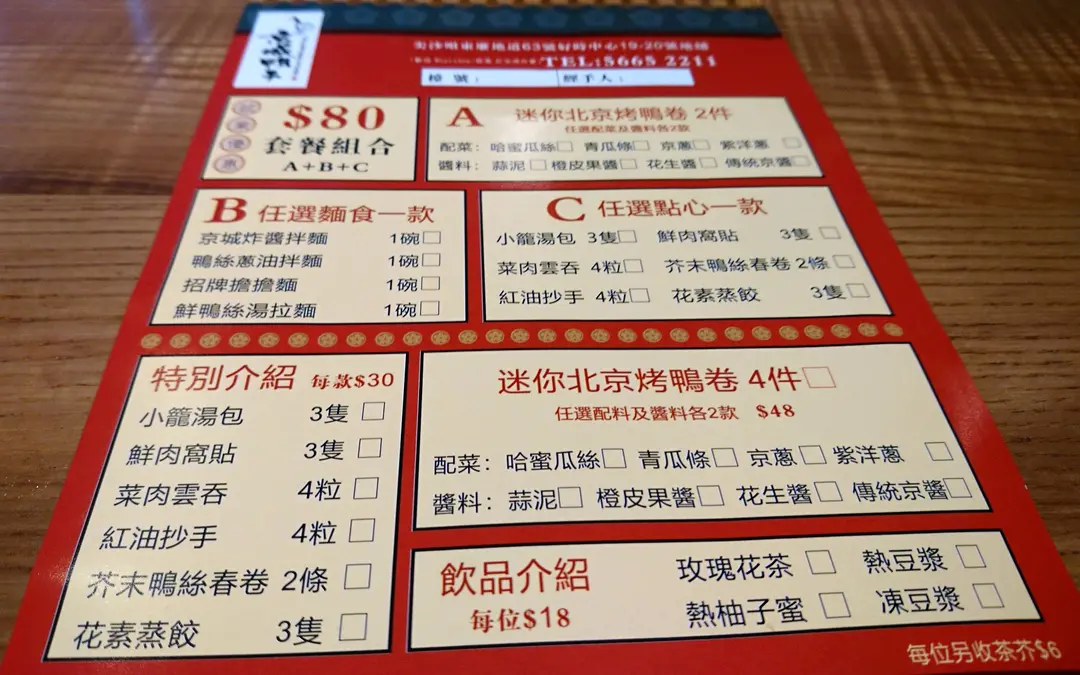 尖沙咀東麼地道63號好時中心19-20號地舖
TEL:5665 2211
檯號：
經手人：
$80
套餐組合
A+B+C
A 迷你北京烤鴨卷 2件
任選配菜及醬料各2款
配菜：哈蜜瓜絲□ 青瓜條□ 京蔥□ 紫洋蔥 □
醬料：蒜泥□ 橙皮果醬□ 花生醬□ 傳統京醬□
B 任選麵食一款
京城炸醬拌麵 1碗□
鴨絲蔥油拌麵 1碗□
招牌擔擔麵 1碗□
鮮鴨絲湯拉麵 1碗□
C 任選點心一款
小籠湯包 3隻□ 鮮肉窩貼 3隻□
菜肉雲吞 4粒□ 芥末鴨絲春卷 2條□
紅油抄手 4粒□ 花素蒸餃 3隻□
特別介紹 每款$30
小籠湯包 3隻□
鮮肉窩貼 3隻□
菜肉雲吞 4粒□
紅油抄手 4粒□
芥末鴨絲春卷 2條□
花素蒸餃 3隻□
迷你北京烤鴨卷 4件□
任選配料及醬料各2款 $48
配菜：哈蜜瓜絲□ 青瓜條□ 京蔥□ 紫洋蔥 □
醬料：蒜泥□ 橙皮果醬□ 花生醬□ 傳統京醬□
飲品介紹
每位$18
玫瑰花茶 □ 熱豆漿 □
熱柚子蜜 □ 凍豆漿 □
每位另收茶芥$6